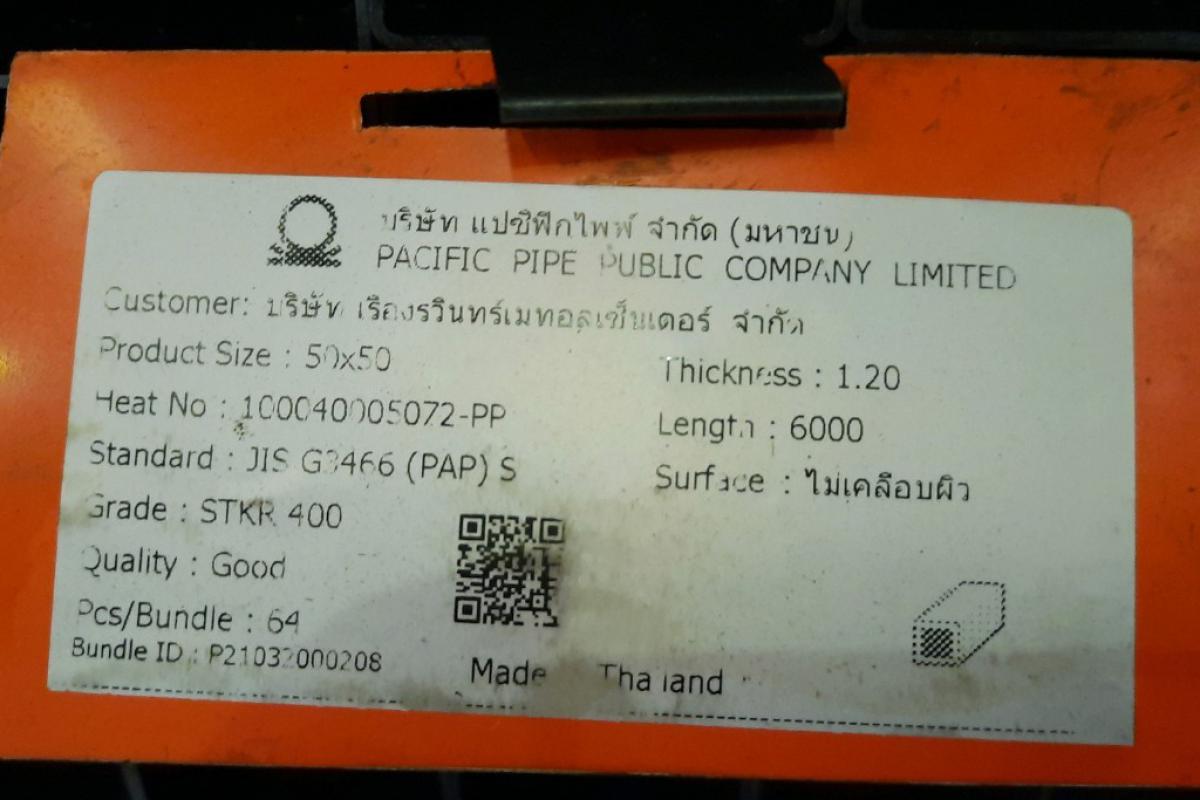 บริษัท แปซิฟิกไพพ์ จำกัด (มหาชน)
PACIFIC PIPE PUBLIC COMPANY LIMITED
Customer: บริษัท เรืองรวินทร์เมทอลเซ็นเตอร์ จำกัด
Product Size : 50x50
Thickness : 1.20
Heat No : 100040005072-PP
Length : 6000
Standard : JIS G3466 (PAP) S
Surface : ไม่เคลือบผิว
Grade : STKR 400
Quality : Good
Pcs/Bundle : 64
Bundle ID : P21032000208
Made Thailand